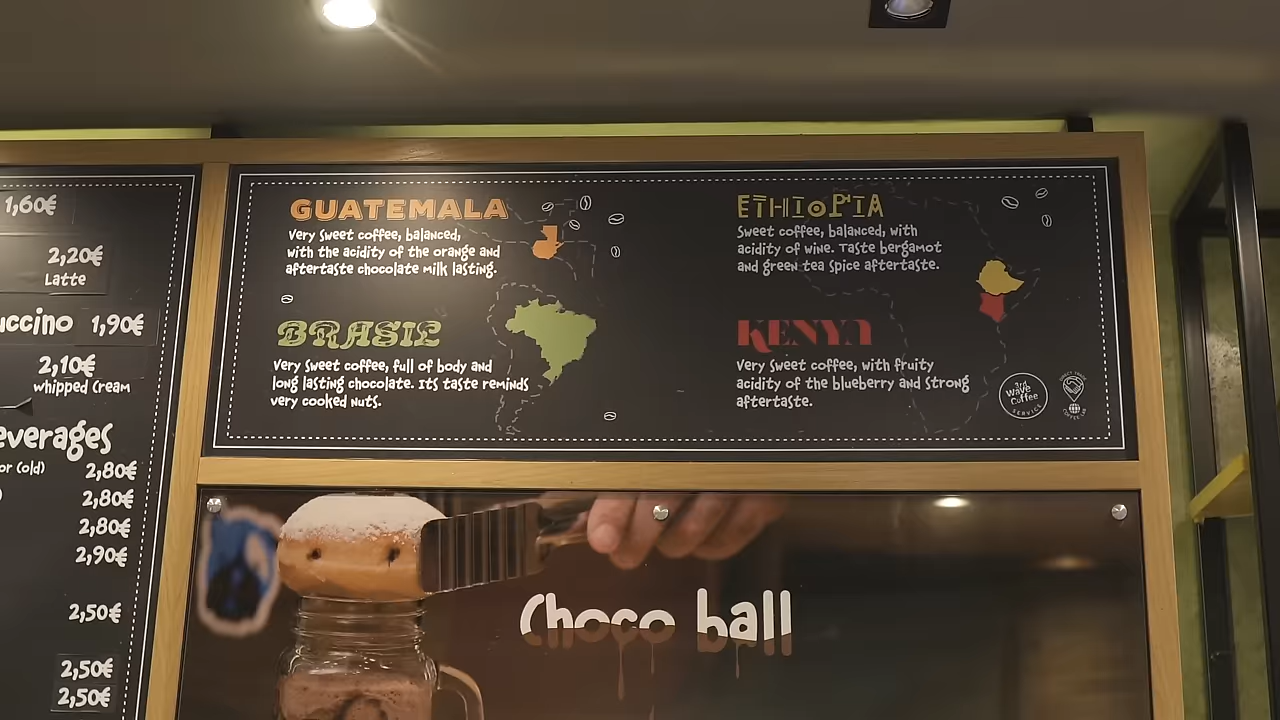 1,60€
2,20€
Latte
uccino 1,90€
2,10€
whipped Cream
everages
or Cold) 2,80€
2,80€
2,80€
2,90€
2,50€
2,50€
2,50€
GUATEMALA
Very Sweet coffee, balanced,
with the acidity of the orange and
aftertaste chocolate milk lasting.
BRASIL
Very Sweet coffee, full of body and
long lasting chocolate. Its taste reminds
very cooked nuts.
ETHIOPIA
Sweet coffee, balanced, with
acidity of wine. Taste bergamot
and green tea Spice aftertaste.
KENYA
Very Sweet coffee, with fruity
acidity of the blueberry and Strong
aftertaste.
3rd
Wave
Coffee
SERVICE
COFFEE LAB
Choco ball